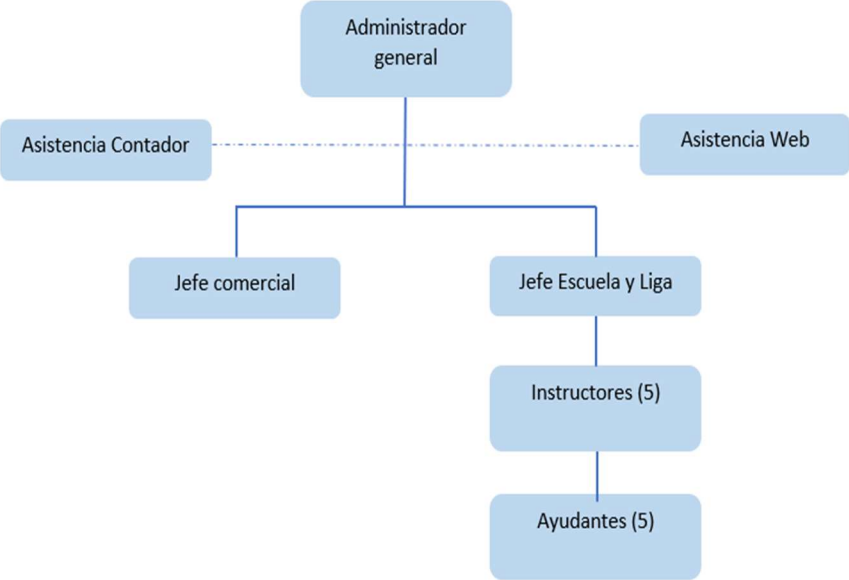 Administrador
general
Asistencia Contador
Asistencia Web
Jefe comercial
Jefe Escuela y Liga
Instructores (5)
Ayudantes (5)